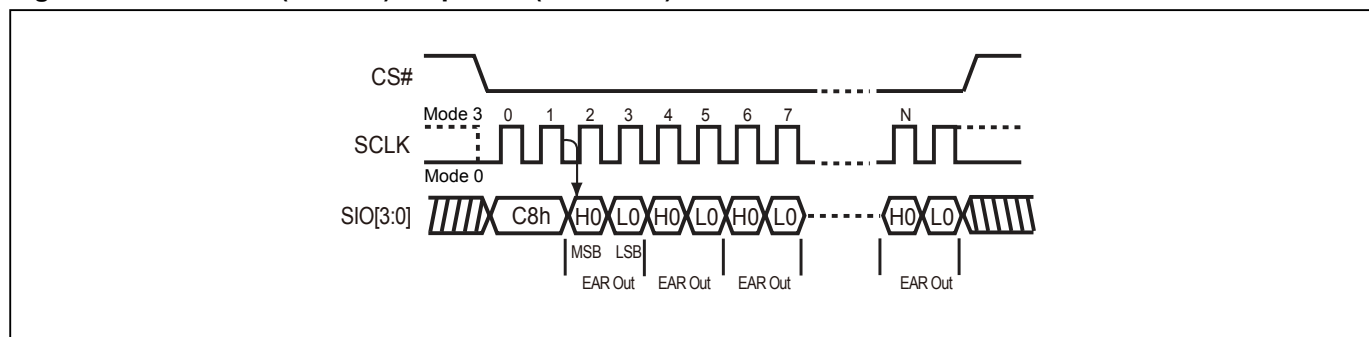 CS#
Mode 3 0 1 2 3 4 5 6 7 N
SCLK
Mode 0
SIO[3:0] C8h H0 L0 H0 L0 H0 L0 H0 L0
MSB LSB
EAR Out EAR Out EAR Out EAR Out